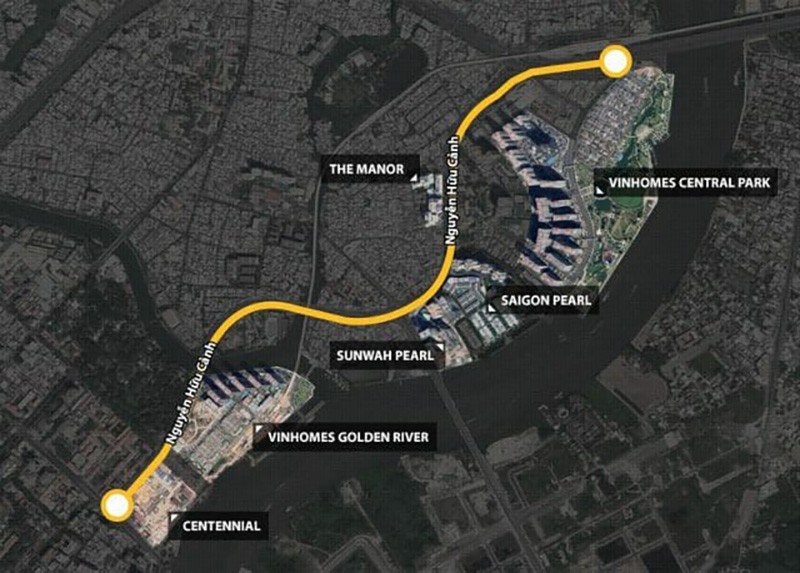 Nguyễn Hữu Cảnh
THE MANOR
VINHOMES CENTRAL PARK
SAIGON PEARL
SUNWAH PEARL
Nguyễn Hữu Cảnh
VINHOMES GOLDEN RIVER
CENTENNIAL